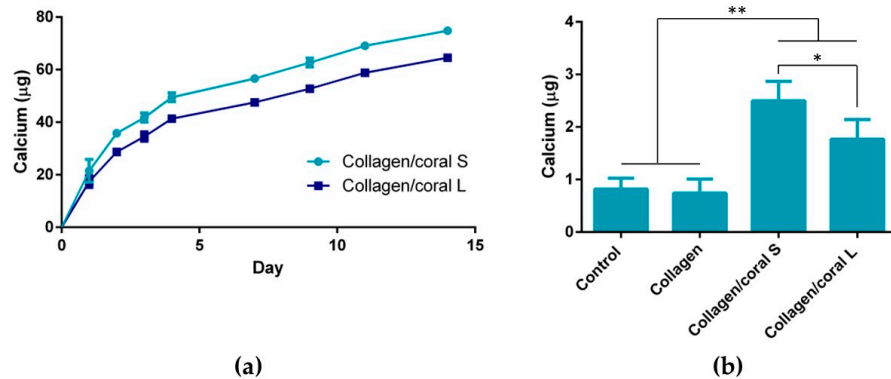 80
60
40
20
0
Calcium (µg)
0
5
10
15
Day
Collagen/coral S
Collagen/coral L
(a)
**
*
4
3
2
1
0
Calcium (µg)
Control
Collagen
Collagen/coral S
Collagen/coral L
(b)